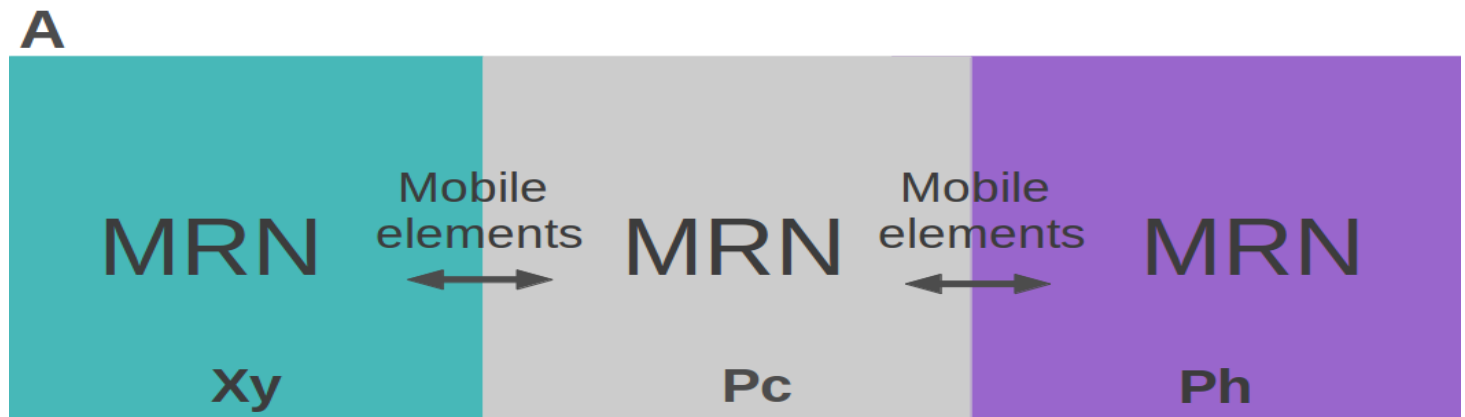 A
Mobile
elements
Mobile
elements
MRN
MRN
MRN
Xy
Pc
Ph